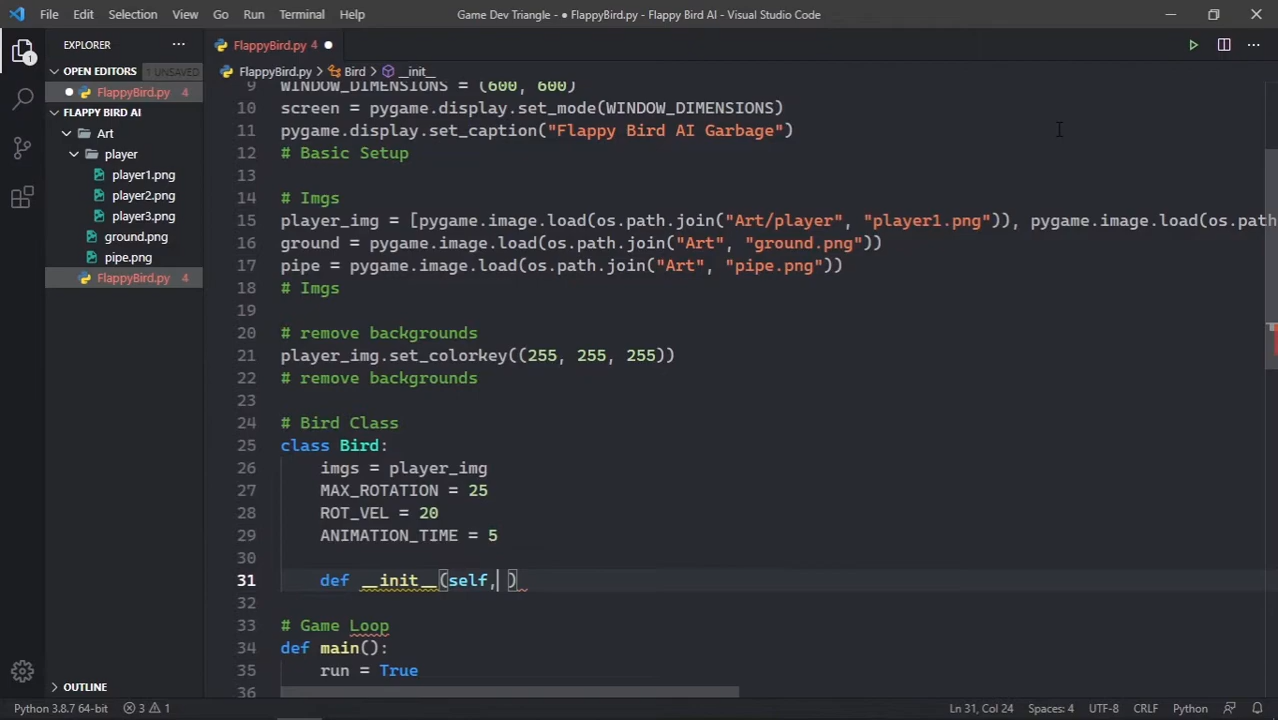 File Edit Selection View Go Run Terminal Help Game Dev Triangle - ● FlappyBird.py - Flappy Bird AI - Visual Studio Code
EXPLORER ··· FlappyBird.py 4 ●
OPEN EDITORS 1 UNSAVED FlappyBird.py > Bird > __init__
● FlappyBird.py 4
FLAPPY BIRD AI
Art
player
player1.png
player2.png
player3.png
ground.png
pipe.png
FlappyBird.py 4
OUTLINE
1
9 WINDOW_DIMENSIONS = (600, 600)
10 screen = pygame.display.set_mode(WINDOW_DIMENSIONS)
11 pygame.display.set_caption("Flappy Bird AI Garbage")
12 # Basic Setup
13
14 # Imgs
15 player_img = [pygame.image.load(os.path.join("Art/player", "player1.png")), pygame.image.load(os.path
16 ground = pygame.image.load(os.path.join("Art", "ground.png"))
17 pipe = pygame.image.load(os.path.join("Art", "pipe.png"))
18 # Imgs
19
20 # remove backgrounds
21 player_img.set_colorkey((255, 255, 255))
22 # remove backgrounds
23
24 # Bird Class
25 class Bird:
26 imgs = player_img
27 MAX_ROTATION = 25
28 ROT_VEL = 20
29 ANIMATION_TIME = 5
30
31 def __init__(self, )
32
33 # Game Loop
34 def main():
35 run = True
36
Python 3.8.7 64-bit 3 1 Ln 31, Col 24 Spaces: 4 UTF-8 CRLF Python